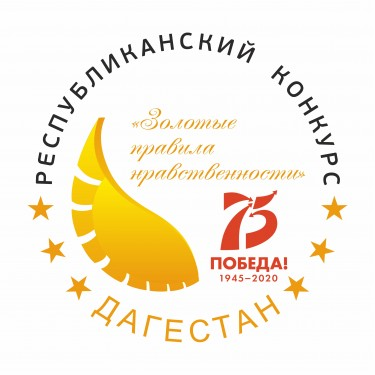 РЕСПУБЛИКАНСКИЙ КОНКУРС
«Золотые
правила
нравственности»
75
ПОБЕДА!
1945–2020
ДАГЕСТАН